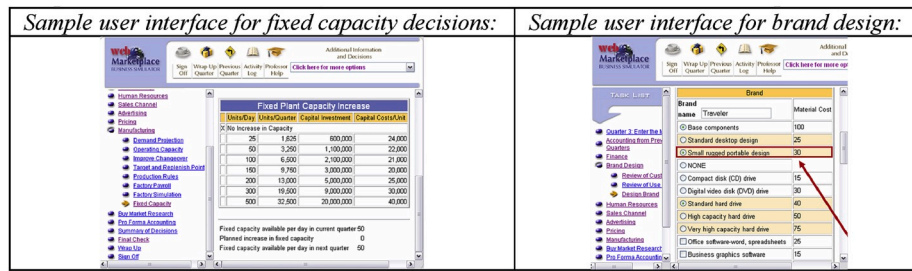 Sample user interface for fixed capacity decisions:
Sample user interface for brand design:
web
Marketplace
BUSINESS SIMULATOR
Sign Off
Wrap Up Quarter
Previous Quarter
Activity Log
Professor Help
Additional Information and Decisions
Click here for more options
Human Resources
Sales Channel
Advertising
Pricing
Manufacturing
Demand Projection
Operating Capacity
Improve Changeover
Target and Replenish Point
Production Rules
Factory Payroll
Factory Simulation
Fixed Capacity
Buy Market Research
Pro Forma Accounting
Summary of Decisions
Final Check
Wrap Up
Sign Off
Fixed Plant Capacity Increase
Units/Day Units/Quarter Capital Investment Capital Costs/Unit
X No Increase in Capacity
25 1,625 600,000 24,000
50 3,250 1,100,000 22,000
100 6,500 2,100,000 21,000
150 9,750 3,000,000 20,000
200 13,000 5,000,000 25,000
300 19,500 9,000,000 30,000
500 32,500 20,000,000 40,000
Fixed capacity available per day in current quarter 50
Planned increase in fixed capacity 0
Fixed capacity available per day in next quarter 50
web
Marketplace
BUSINESS SIMULATOR
Sign Off
Wrap Up Quarter
Previous Quarter
Activity Log
Professor Help
Additional
Click here for more
TASK LIST
Quarter 3: Enter the
Accounting from
Quarters
Finance
Brand Design
Review of
Review of Use
Design Brand
Human Resources
Sales Channel
Advertising
Pricing
Manufacturing
Buy Market Research
Pro Forma
Brand
Brand name Traveler Material Cost
Base components 100
Standard desktop design 25
Small rugged portable design 30
NONE
Compact disk (CD) drive 15
Digital video disk (DVD) drive 30
Standard hard drive 40
High capacity hard drive 50
Very high capacity hard drive 75
Office software-word, spreadsheets 25
Business graphics software 15